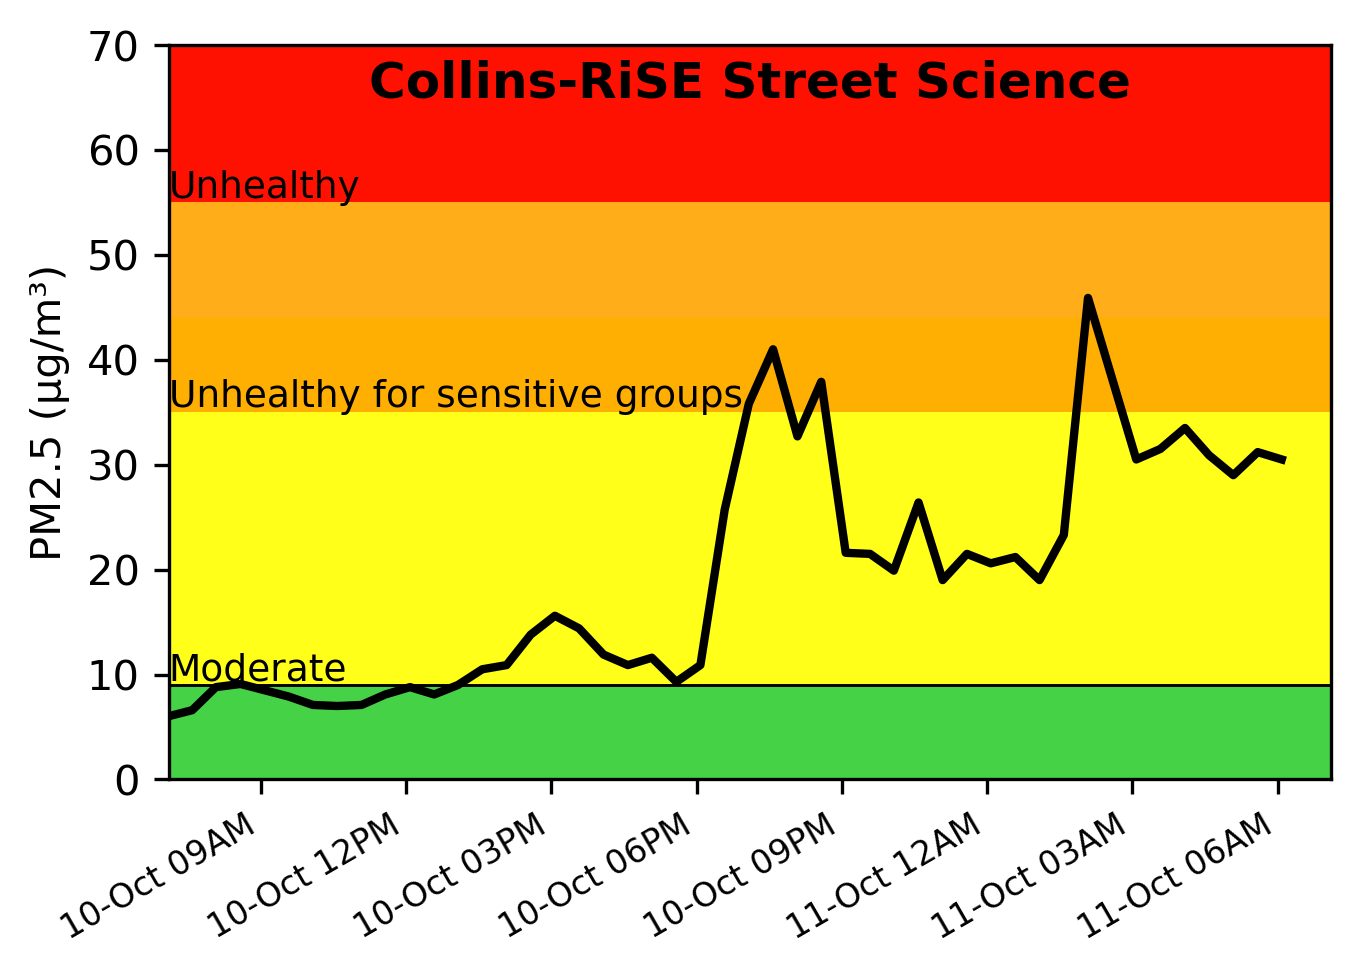 Collins-RiSE Street Science
70
60
50
40
30
20
10
0
PM2.5 (µg/m³)
Unhealthy
Unhealthy for sensitive groups
Moderate
10-Oct 09AM
10-Oct 12PM
10-Oct 03PM
10-Oct 06PM
10-Oct 09PM
11-Oct 12AM
11-Oct 03AM
11-Oct 06AM